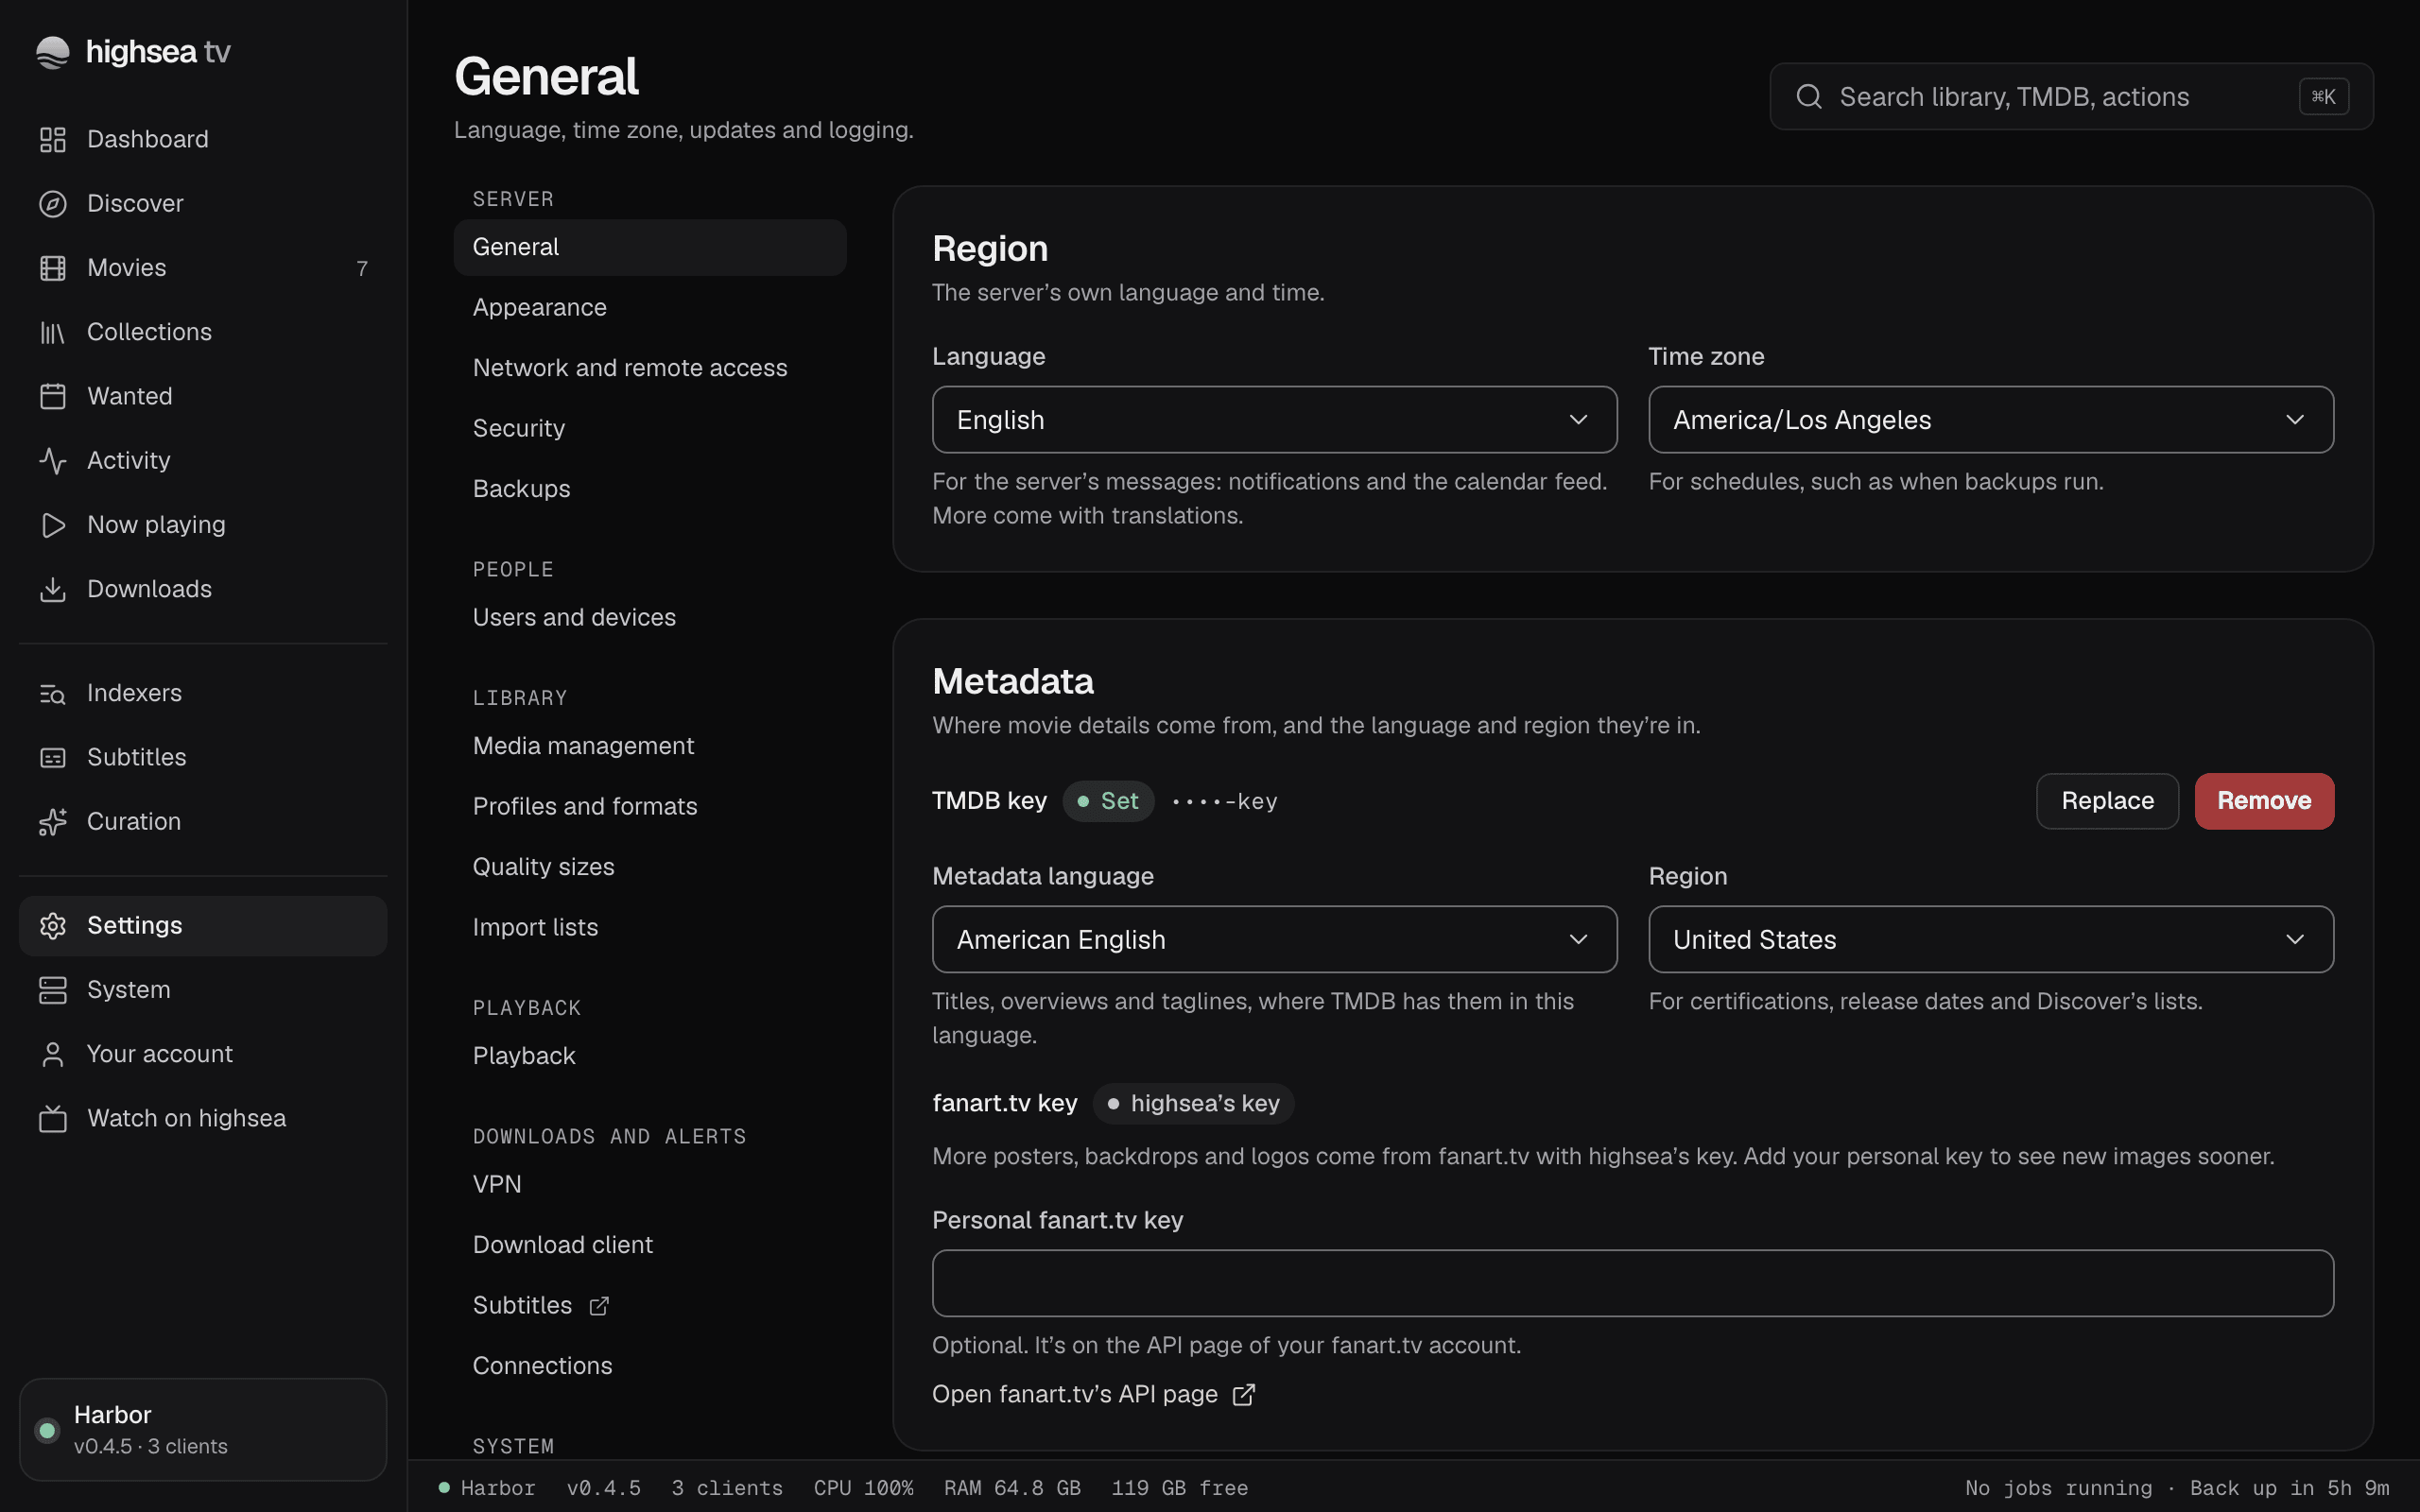 highsea tv
Dashboard
Discover
Movies 7
Collections
Wanted
Activity
Now playing
Downloads
Indexers
Subtitles
Curation
Settings
System
Your account
Watch on highsea
Harbor
v0.4.5 · 3 clients
General
Language, time zone, updates and logging.
Search library, TMDB, actions ⌘K
SERVER
General
Appearance
Network and remote access
Security
Backups
PEOPLE
Users and devices
LIBRARY
Media management
Profiles and formats
Quality sizes
Import lists
PLAYBACK
Playback
DOWNLOADS AND ALERTS
VPN
Download client
Subtitles
Connections
SYSTEM
Region
The server’s own language and time.
Language
English
For the server’s messages: notifications and the calendar feed.
More come with translations.
Time zone
America/Los Angeles
For schedules, such as when backups run.
Metadata
Where movie details come from, and the language and region they’re in.
TMDB key Set ••••-key Replace Remove
Metadata language
American English
Titles, overviews and taglines, where TMDB has them in this
language.
Region
United States
For certifications, release dates and Discover’s lists.
fanart.tv key highsea’s key
More posters, backdrops and logos come from fanart.tv with highsea’s key. Add your personal key to see new images sooner.
Personal fanart.tv key
Optional. It’s on the API page of your fanart.tv account.
Open fanart.tv’s API page
Harbor v0.4.5 3 clients CPU 100% RAM 64.8 GB 119 GB free No jobs running · Back up in 5h 9m